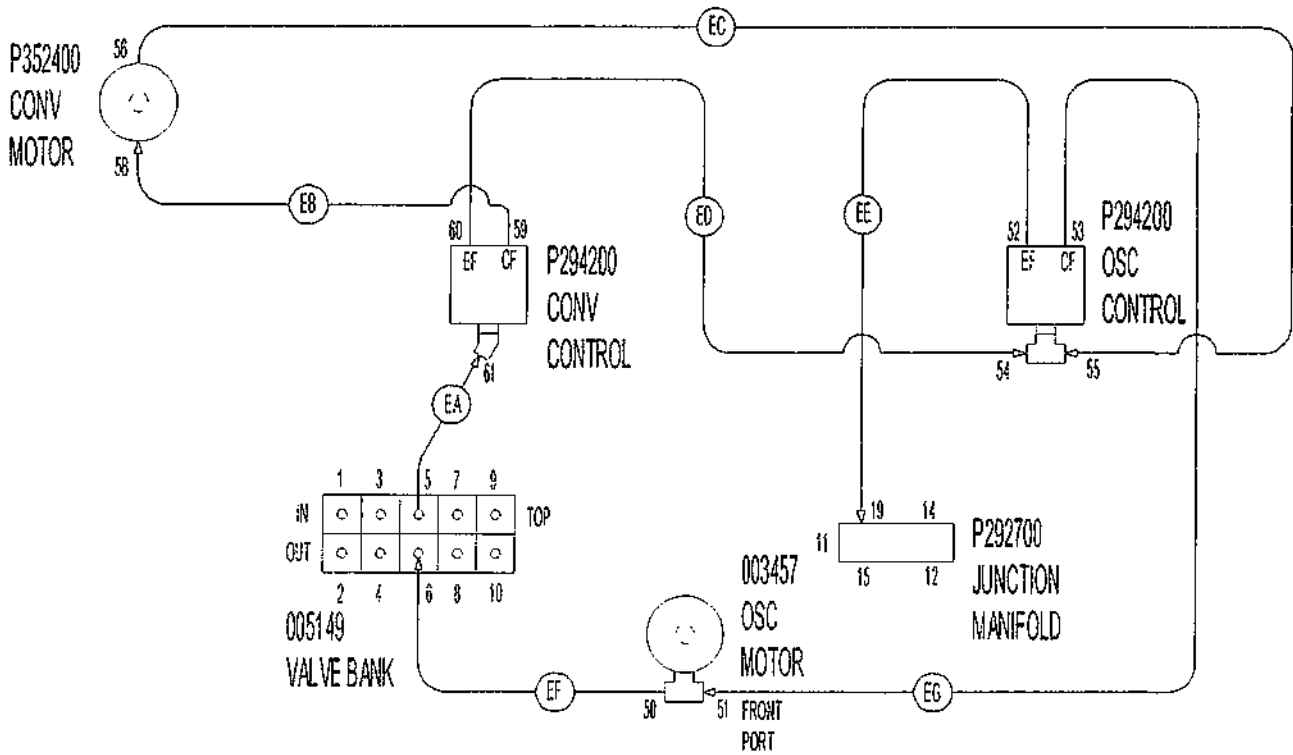 EC
56
P352400
CONV
MOTOR
58
EB
60
59
EF
CF
P294200
CONV
CONTROL
61
ED
EE
52
53
EF
CF
P294200
OSC
CONTROL
54
55
EA
1
3
5
7
9
IN
TOP
OUT
2
4
6
8
10
005149
VALVE BANK
19
14
11
15
12
P292700
JUNCTION
MANIFOLD
003457
OSC
MOTOR
EF
50
51
FRONT
PORT
EG